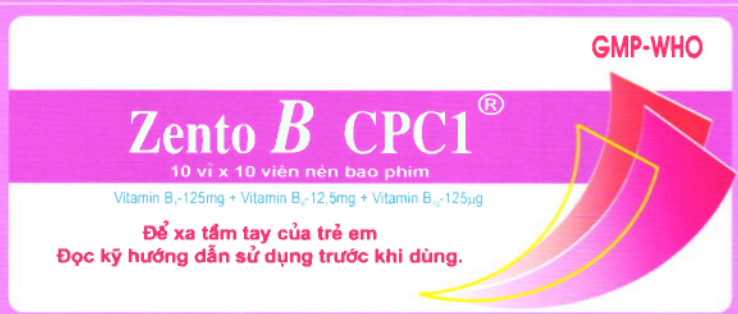 GMP-WHO
Zento B CPC1®
10 vỉ x 10 viên nén bao phim
Vitamin B₁-125mg + Vitamin B₆-12,5mg + Vitamin B₁₂-125µg
Để xa tầm tay của trẻ em
Đọc kỹ hướng dẫn sử dụng trước khi dùng.